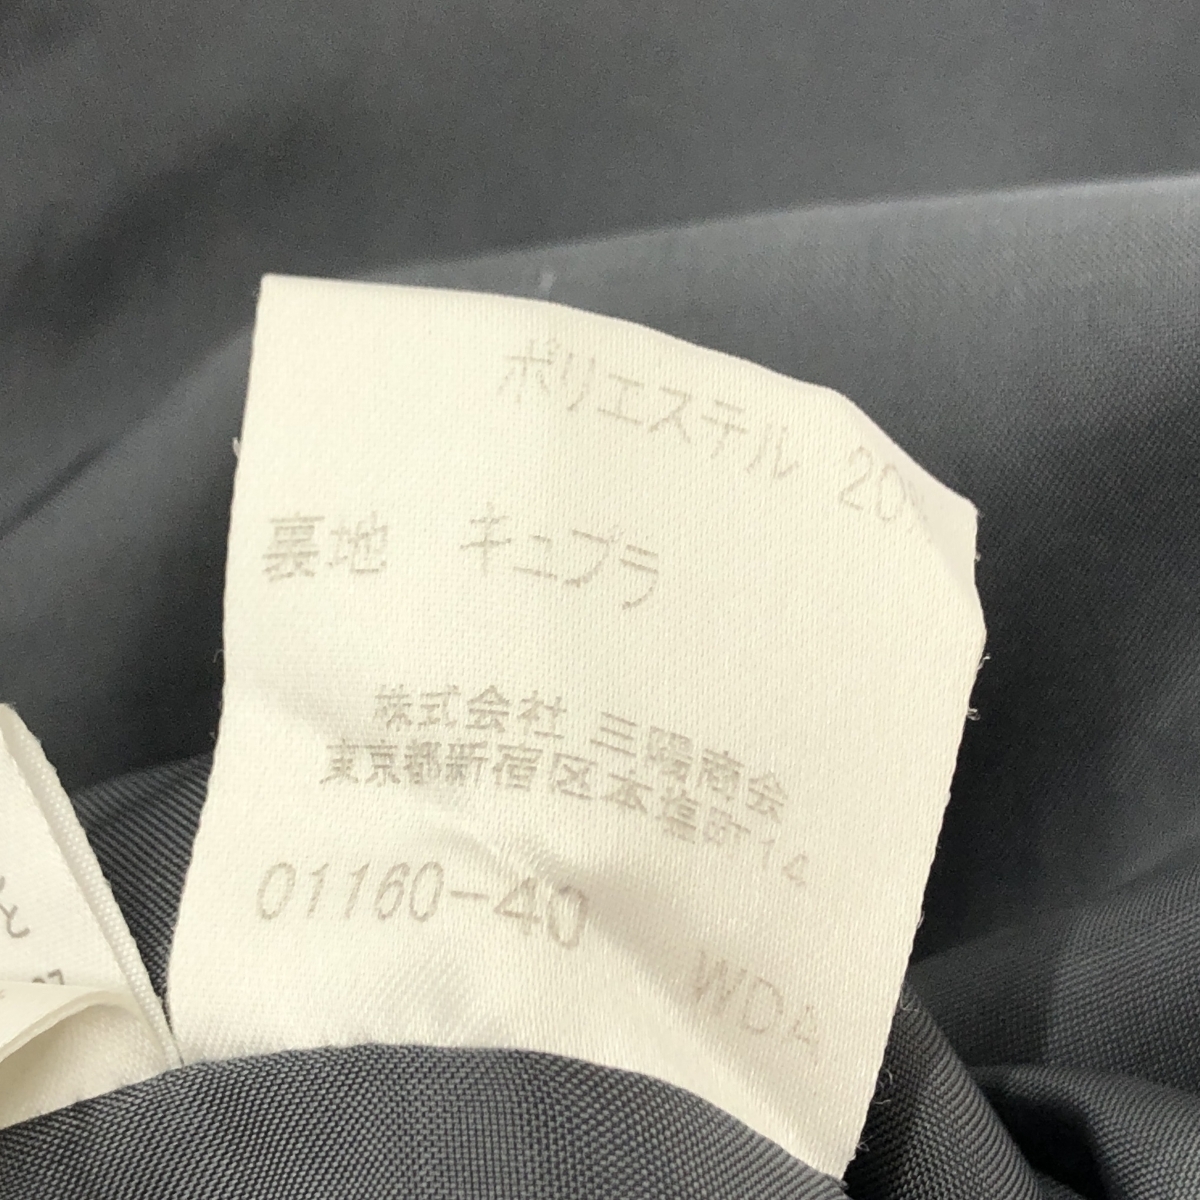 ポリエステル 20%
裏地 キュプラ
株式会社 三陽商会
東京都新宿区本塩町14
01160-40 WD4
と